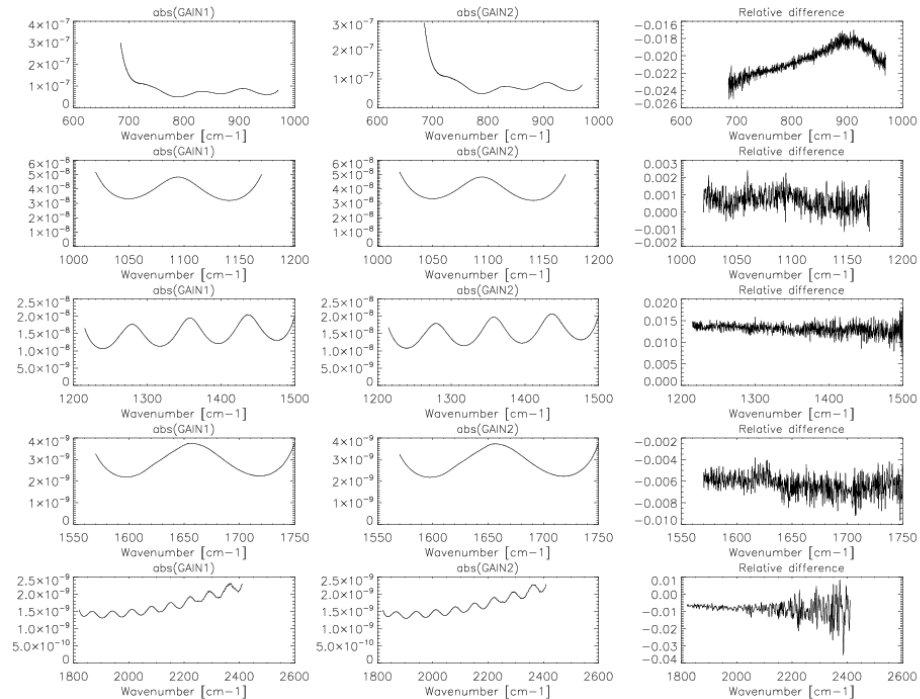 abs(GAIN1) abs(GAIN2) Relative difference
4×10⁻⁷ 3×10⁻⁷ -0.016
3×10⁻⁷ -0.018
2×10⁻⁷ -0.020
1×10⁻⁷ 1×10⁻⁷ -0.022
-0.024
0 0 -0.026
600 700 800 900 1000 600 700 800 900 1000 600 700 800 900 1000
Wavenumber [cm-1] Wavenumber [cm-1] Wavenumber [cm-1]
abs(GAIN1) abs(GAIN2) Relative difference
6×10⁻⁸ 6×10⁻⁸ 0.003
5×10⁻⁸ 5×10⁻⁸ 0.002
4×10⁻⁸ 4×10⁻⁸ 0.001
3×10⁻⁸ 3×10⁻⁸ 0.000
2×10⁻⁸ 2×10⁻⁸ -0.001
1×10⁻⁸ 1×10⁻⁸ -0.002
0 0
1000 1050 1100 1150 1200 1000 1050 1100 1150 1200 1000 1050 1100 1150 1200
Wavenumber [cm-1] Wavenumber [cm-1] Wavenumber [cm-1]
abs(GAIN1) abs(GAIN2) Relative difference
2.5×10⁻⁸ 2.5×10⁻⁸ 0.020
2.0×10⁻⁸ 2.0×10⁻⁸ 0.015
1.5×10⁻⁸ 1.5×10⁻⁸ 0.010
1.0×10⁻⁸ 1.0×10⁻⁸ 0.005
5.0×10⁻⁹ 5.0×10⁻⁹ 0.000
0 0
1200 1300 1400 1500 1200 1300 1400 1500 1200 1300 1400 1500
Wavenumber [cm-1] Wavenumber [cm-1] Wavenumber [cm-1]
abs(GAIN1) abs(GAIN2) Relative difference
4×10⁻⁹ 4×10⁻⁹ -0.002
3×10⁻⁹ 3×10⁻⁹ -0.004
2×10⁻⁹ 2×10⁻⁹ -0.006
1×10⁻⁹ 1×10⁻⁹ -0.008
0 0 -0.010
1550 1600 1650 1700 1750 1550 1600 1650 1700 1750 1550 1600 1650 1700 1750
Wavenumber [cm-1] Wavenumber [cm-1] Wavenumber [cm-1]
abs(GAIN1) abs(GAIN2) Relative difference
2.5×10⁻⁹ 2.5×10⁻⁹ 0.01
2.0×10⁻⁹ 2.0×10⁻⁹ -0.00
1.5×10⁻⁹ 1.5×10⁻⁹ -0.01
1.0×10⁻⁹ 1.0×10⁻⁹ -0.02
5.0×10⁻¹⁰ 5.0×10⁻¹⁰ -0.03
0 0 -0.04
1800 2000 2200 2400 2600 1800 2000 2200 2400 2600 1800 2000 2200 2400 2600
Wavenumber [cm-1] Wavenumber [cm-1] Wavenumber [cm-1]